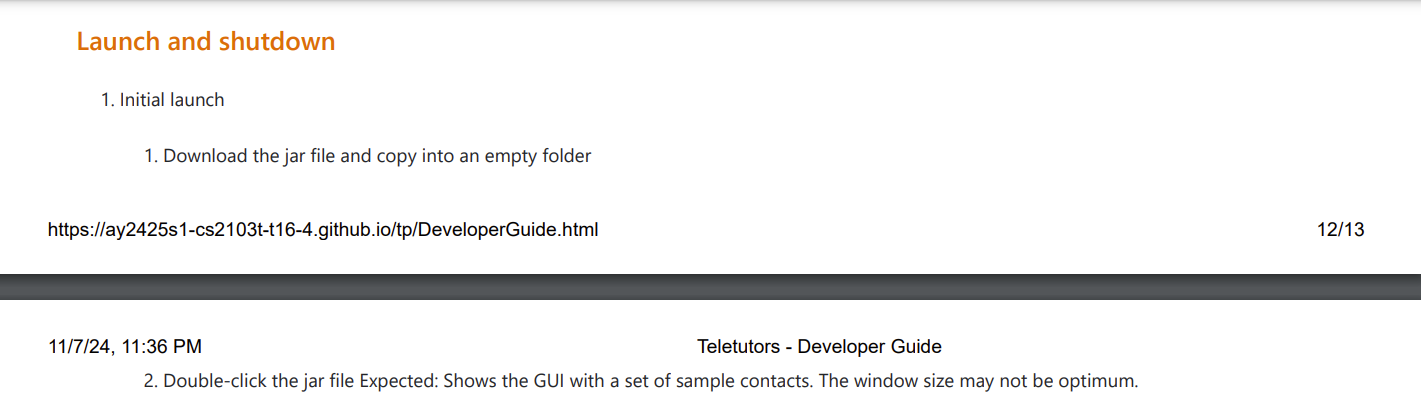 Launch and shutdown
1. Initial launch
1. Download the jar file and copy into an empty folder
https://ay2425s1-cs2103t-t16-4.github.io/tp/DeveloperGuide.html 12/13
11/7/24, 11:36 PM Teletutors - Developer Guide
2. Double-click the jar file Expected: Shows the GUI with a set of sample contacts. The window size may not be optimum.